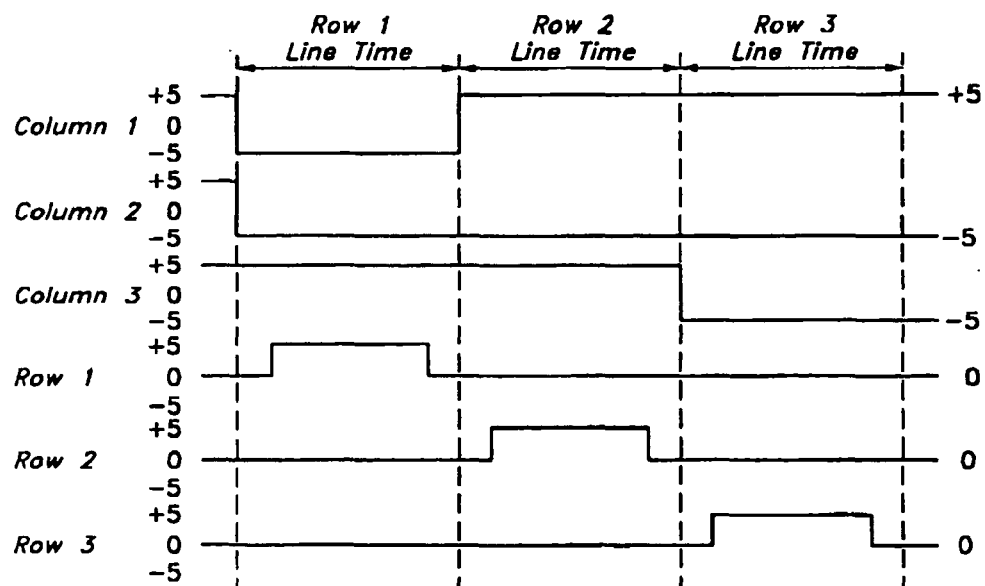 Row 1 Row 2 Row 3
Line Time Line Time Line Time
+5 +5
Column 1 0
-5
+5
Column 2 0
-5 -5
+5
Column 3 0
-5 -5
+5
Row 1 0 0
-5
+5
Row 2 0 0
-5
+5
Row 3 0 0
-5